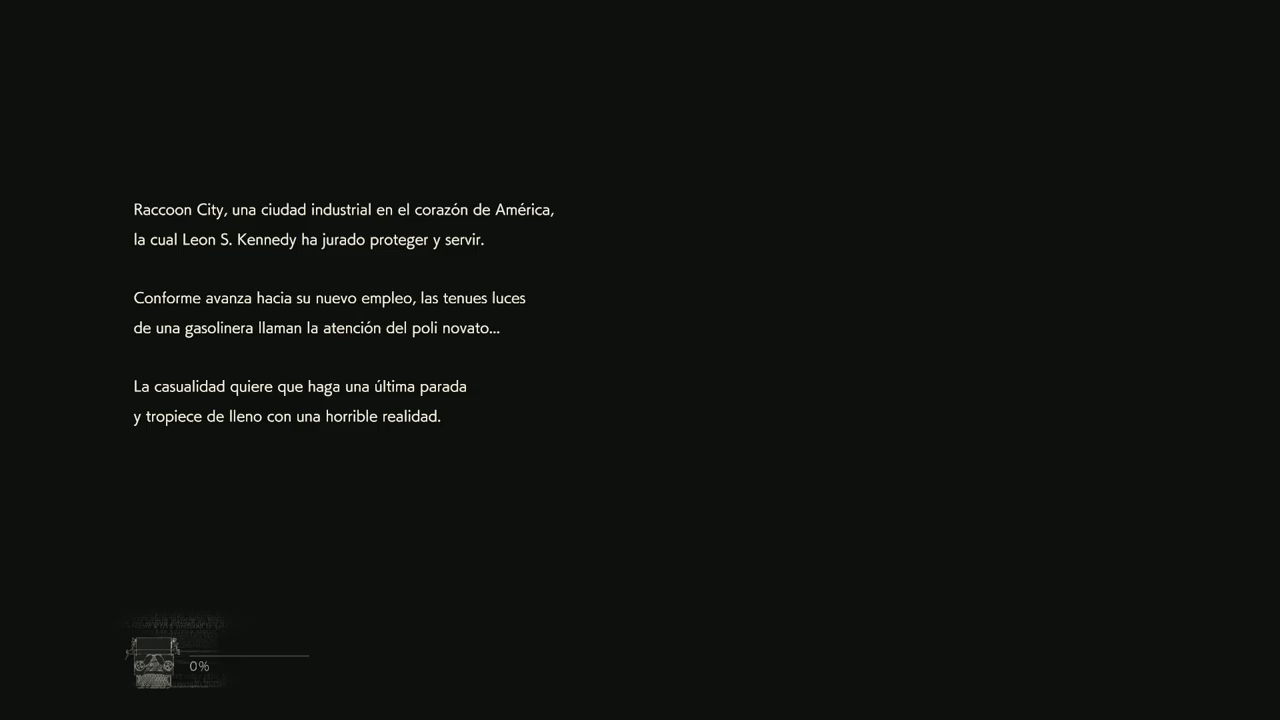 Raccoon City, una ciudad industrial en el corazón de América,
la cual Leon S. Kennedy ha jurado proteger y servir.
Conforme avanza hacia su nuevo empleo, las tenues luces
de una gasolinera llaman la atención del poli novato...
La casualidad quiere que haga una última parada
y tropiece de lleno con una horrible realidad.
0%